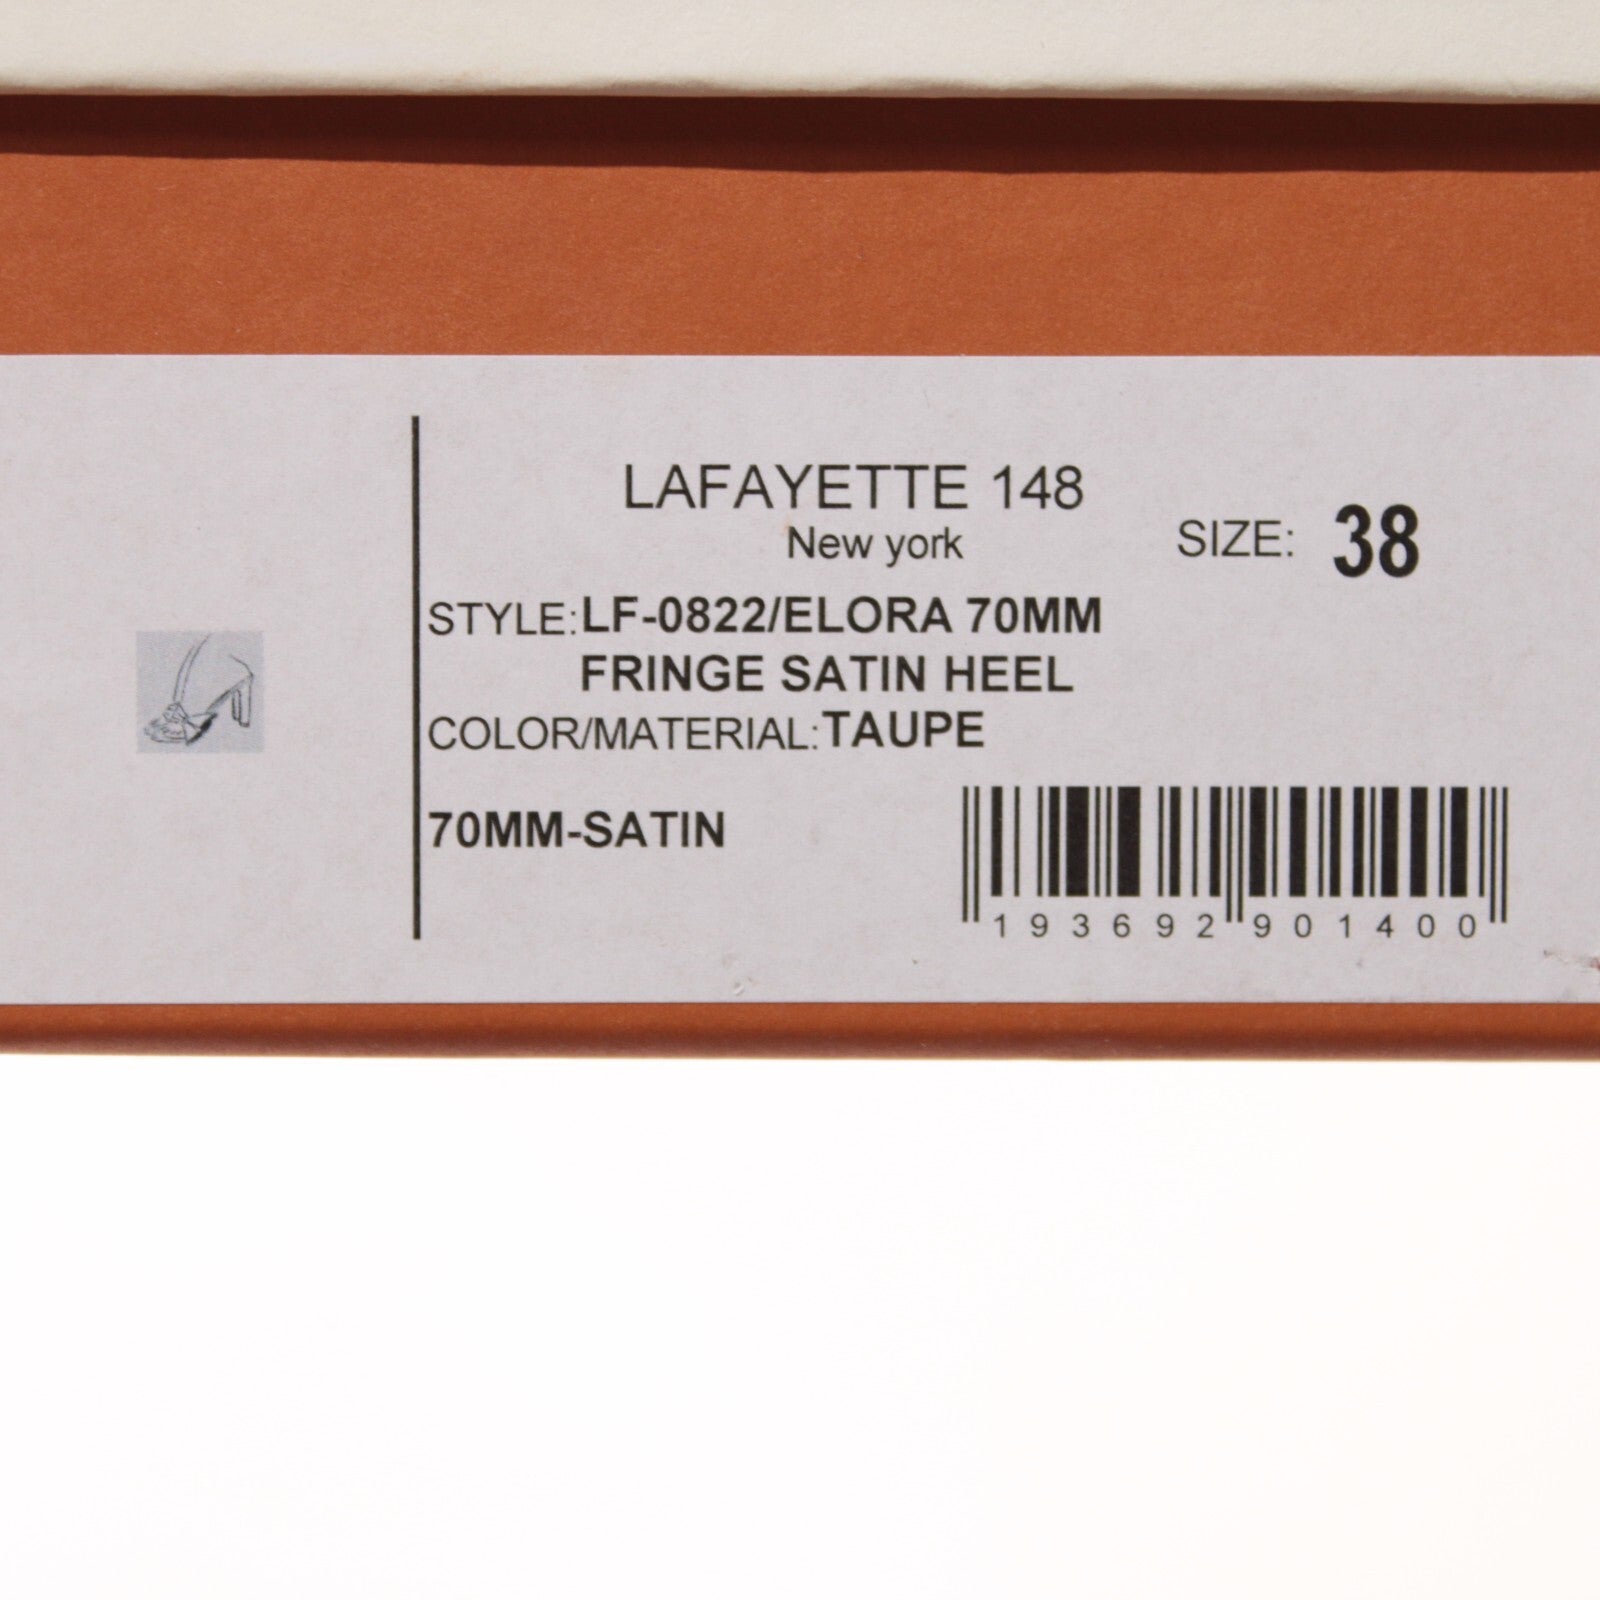 LAFAYETTE 148
New york
SIZE: 38
STYLE:LF-0822/ELORA 70MM
FRINGE SATIN HEEL
COLOR/MATERIAL:TAUPE
70MM-SATIN
193692901400